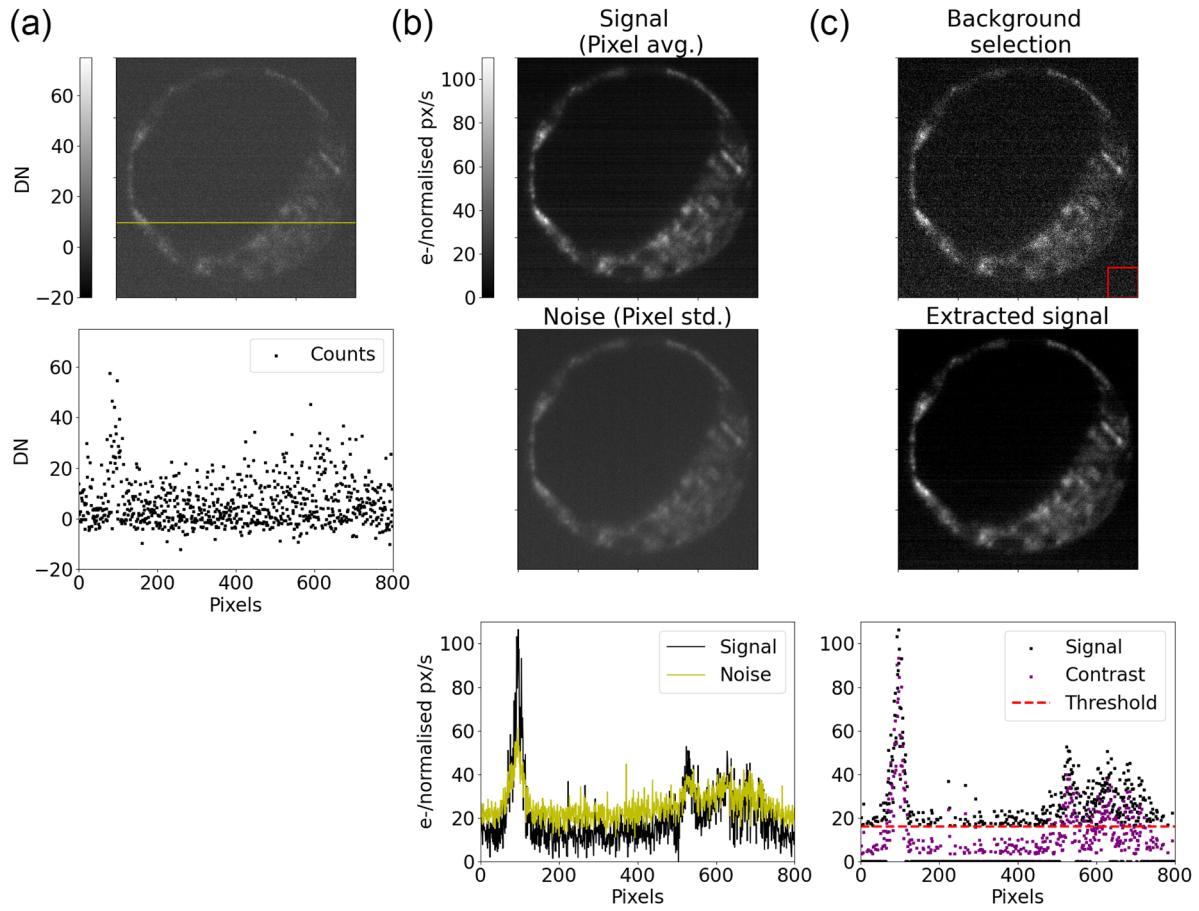 (a)
(b)
(c)
Signal
(Pixel avg.)
Background
selection
DN
60
40
20
0
−20
e-/normalised px/s
100
80
60
40
20
0
Noise (Pixel std.)
Extracted signal
DN
60
40
20
0
−20
Counts
0
200
400
600
800
Pixels
e-/normalised px/s
100
80
60
40
20
0
Signal
Noise
0
200
400
600
800
Pixels
100
80
60
40
20
0
Signal
Contrast
Threshold
0
200
400
600
800
Pixels